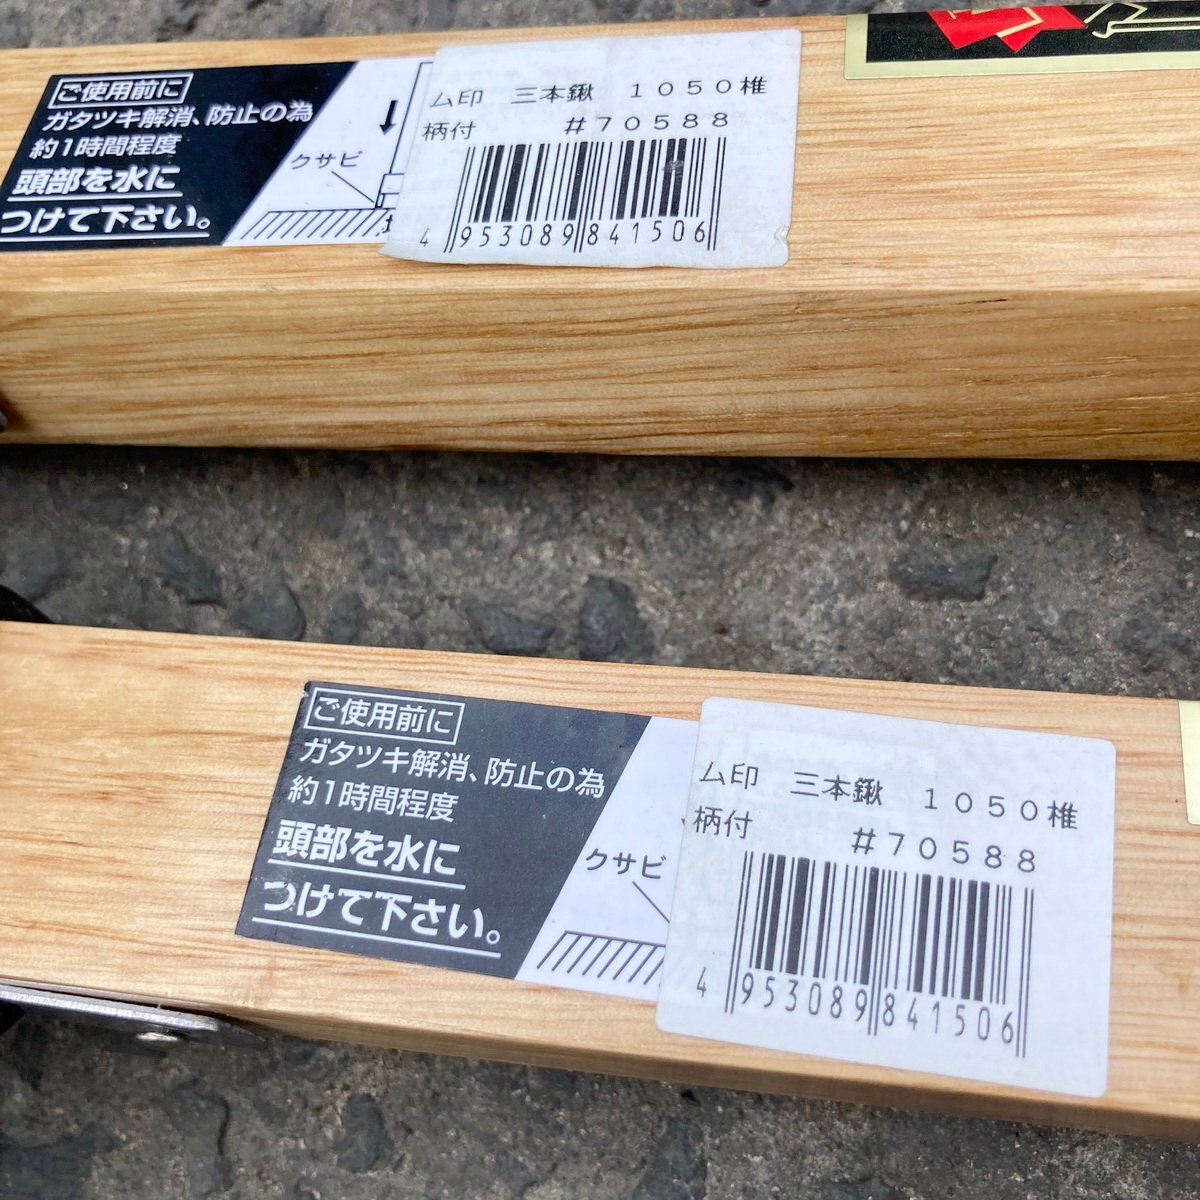 ご使用前に
ガタツキ解消、防止の為
約1時間程度
頭部を水に
つけて下さい。
クサビ
ム印 三本鍬 1050椎
柄付 #70588
4 953089 841506
ご使用前に
ガタツキ解消、防止の為
約1時間程度
頭部を水に
つけて下さい。
クサビ
ム印 三本鍬 1050椎
柄付 #70588
4 953089 841506